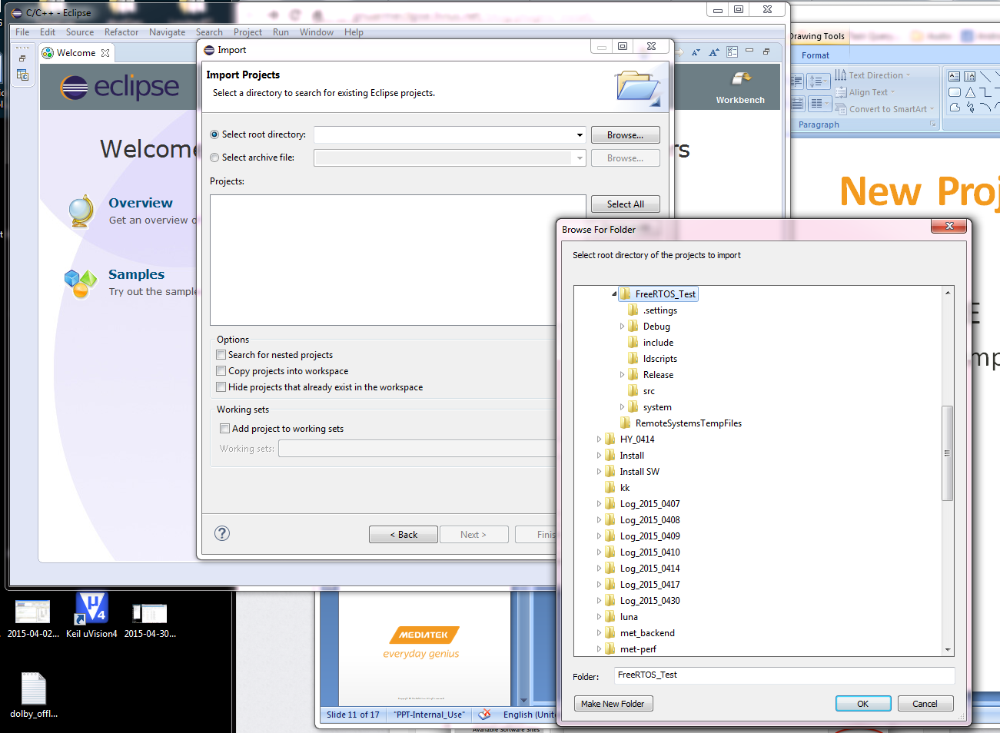 C/C++ - Eclipse
File Edit Source Refactor Navigate Search Project Run Window Help
Welcome
eclipse
Workbench
Welcome
rs
Overview
Get an overview o
Samples
Try out the sample
Import
Import Projects
Select a directory to search for existing Eclipse projects.
Select root directory:
Browse...
Select archive file:
Browse...
Projects:
Select All
Options
Search for nested projects
Copy projects into workspace
Hide projects that already exist in the workspace
Working sets
Add project to working sets
Working sets:
?
< Back
Next >
Finis
Drawing Tools
Format
Text Direction
Align Text
Convert to SmartArt
Paragraph
New Proj
E
mp
Browse For Folder
Select root directory of the projects to import
FreeRTOS_Test
.settings
Debug
include
ldscripts
Release
src
system
RemoteSystemsTempFiles
HY_0414
Install
Install SW
kk
Log_2015_0407
Log_2015_0408
Log_2015_0409
Log_2015_0410
Log_2015_0414
Log_2015_0417
Log_2015_0430
luna
met_backend
met-perf
Folder:
FreeRTOS_Test
Make New Folder
OK
Cancel
2015-04-02...
Keil uVision4
2015-04-30...
dolby_offl...
MEDIATEK
everyday genius
Slide 11 of 17
"PPT-Internal_Use"
English (Unite
Available Software Sites